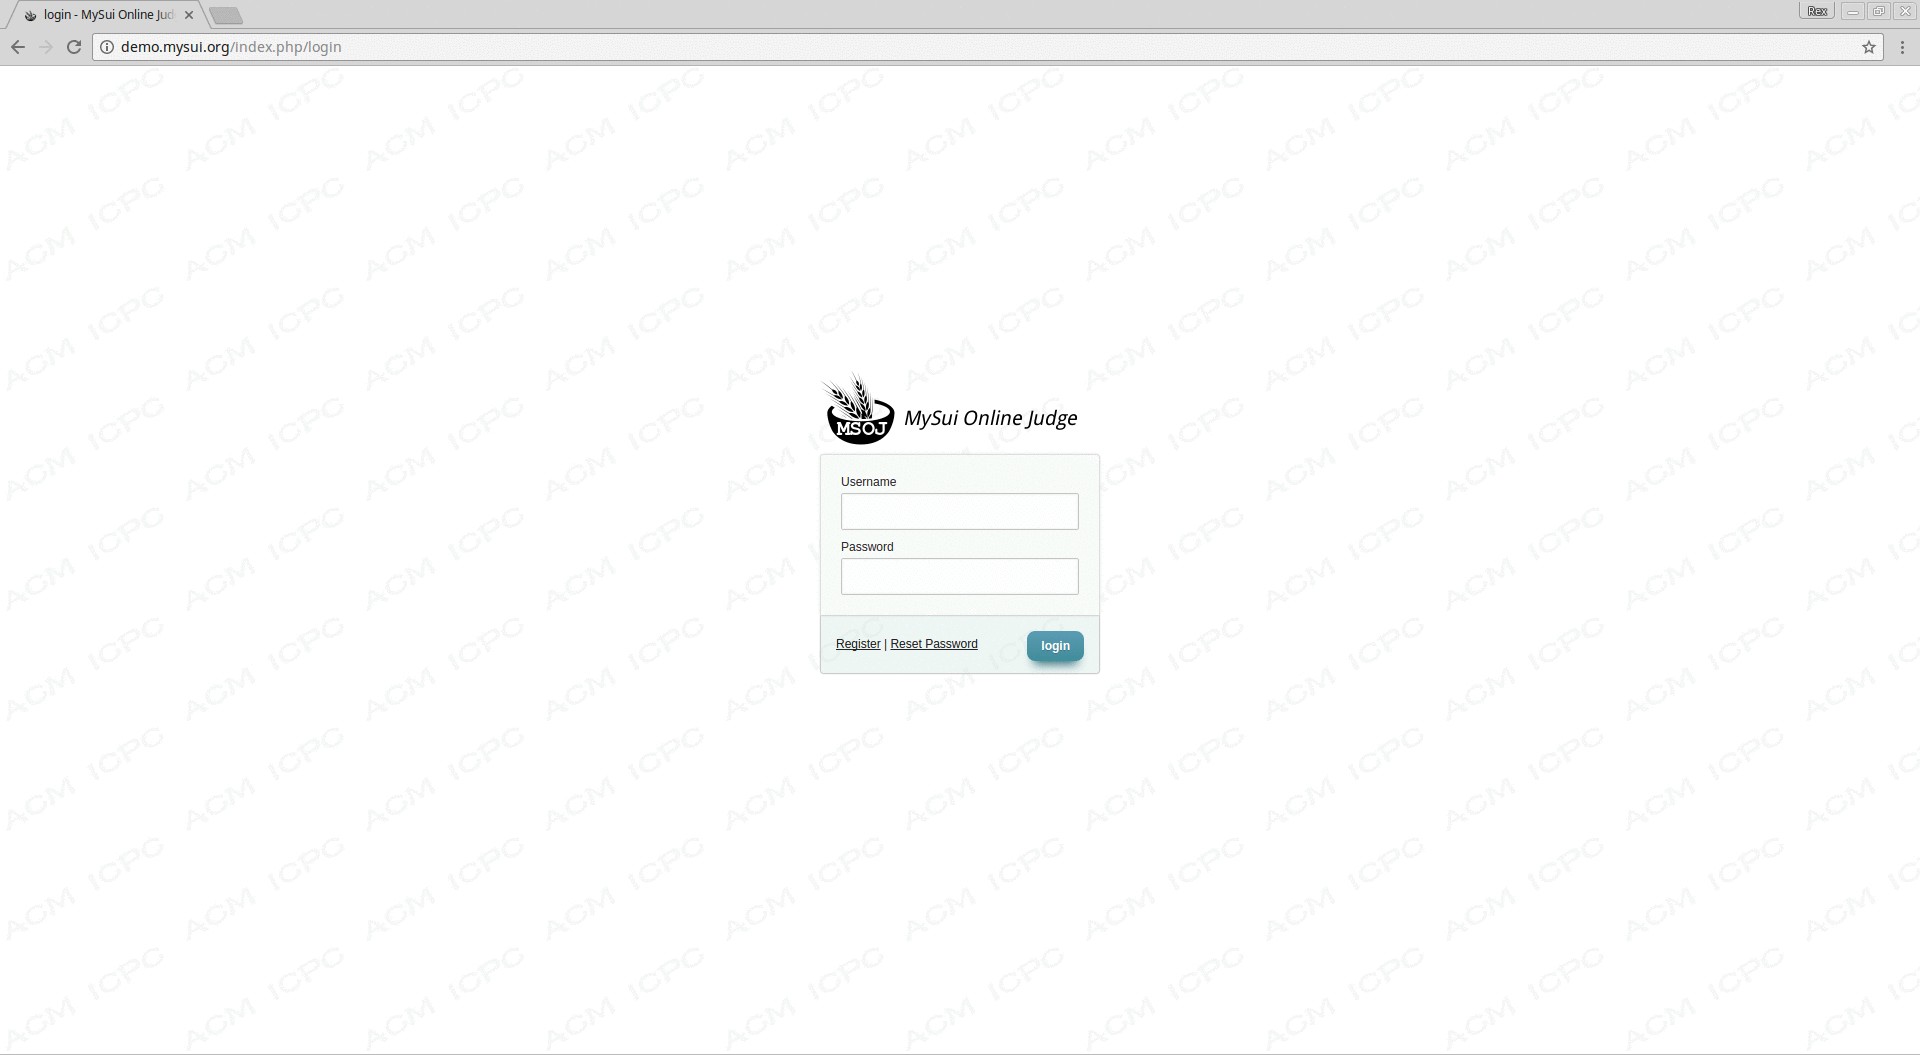 login - MySui Online Jud
Rex
demo.mysui.org/index.php/login
ACM ICPC
MSOJ
MySui Online Judge
Username
Password
Register | Reset Password
login